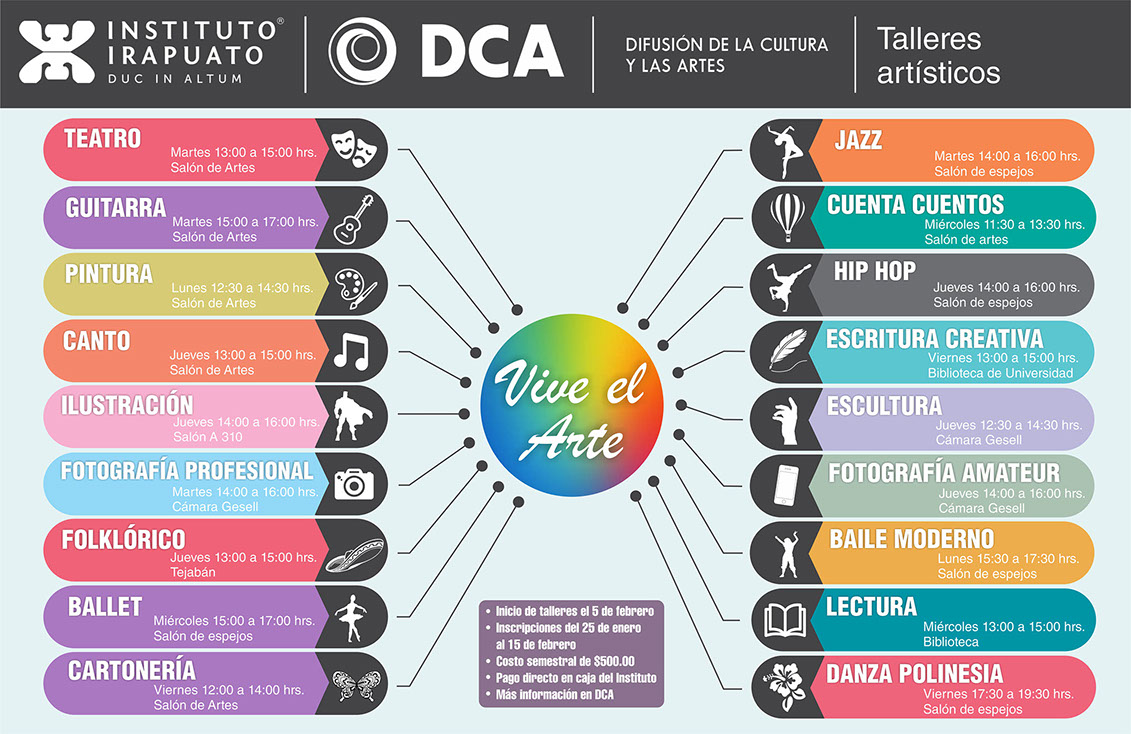 INSTITUTO®
IRAPUATO
DUC IN ALTUM
DCA
DIFUSIÓN DE LA CULTURA
Y LAS ARTES
Talleres
artísticos
TEATRO
Martes 13:00 a 15:00 hrs.
Salón de Artes
GUITARRA
Martes 15:00 a 17:00 hrs.
Salón de Artes
PINTURA
Lunes 12:30 a 14:30 hrs.
Salón de Artes
CANTO
Jueves 13:00 a 15:00 hrs.
Salón de Artes
ILUSTRACIÓN
Jueves 14:00 a 16:00 hrs.
Salón A 310
FOTOGRAFÍA PROFESIONAL
Martes 14:00 a 16:00 hrs.
Cámara Gesell
FOLKLÓRICO
Jueves 13:00 a 15:00 hrs.
Tejabán
BALLET
Miércoles 15:00 a 17:00 hrs.
Salón de espejos
CARTONERÍA
Viernes 12:00 a 14:00 hrs.
Salón de Artes
Vive el
Arte
• Inicio de talleres el 5 de febrero
• Inscripciones del 25 de enero
al 15 de febrero
• Costo semestral de $500.00
• Pago directo en caja del Instituto
• Más información en DCA
JAZZ
Martes 14:00 a 16:00 hrs.
Salón de espejos
CUENTA CUENTOS
Miércoles 11:30 a 13:30 hrs.
Salón de artes
HIP HOP
Jueves 14:00 a 16:00 hrs.
Salón de espejos
ESCRITURA CREATIVA
Viernes 13:00 a 15:00 hrs.
Biblioteca de Universidad
ESCULTURA
Jueves 12:30 a 14:30 hrs.
Cámara Gesell
FOTOGRAFÍA AMATEUR
Jueves 14:00 a 16:00 hrs.
Cámara Gesell
BAILE MODERNO
Lunes 15:30 a 17:30 hrs.
Salón de espejos
LECTURA
Miércoles 13:00 a 15:00 hrs.
Biblioteca
DANZA POLINESIA
Viernes 17:30 a 19:30 hrs.
Salón de espejos